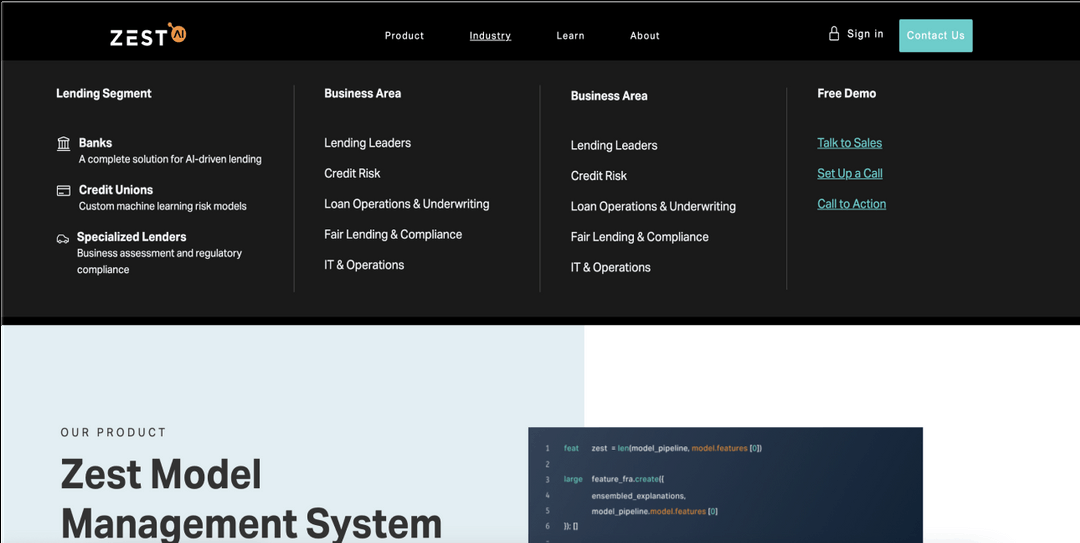 ZEST AI
Product
Industry
Learn
About
Sign in
Contact Us
Lending Segment
Banks
A complete solution for AI-driven lending
Credit Unions
Custom machine learning risk models
Specialized Lenders
Business assessment and regulatory
compliance
Business Area
Lending Leaders
Credit Risk
Loan Operations & Underwriting
Fair Lending & Compliance
IT & Operations
Business Area
Lending Leaders
Credit Risk
Loan Operations & Underwriting
Fair Lending & Compliance
IT & Operations
Free Demo
Talk to Sales
Set Up a Call
Call to Action
OUR PRODUCT
Zest Model
Management System
1 feat zest = len(model_pipeline, model.features [0])
2
3 large feature_fra.create({
4 ensembled_explanations,
5 model_pipeline.model.features [0]
6 }); []